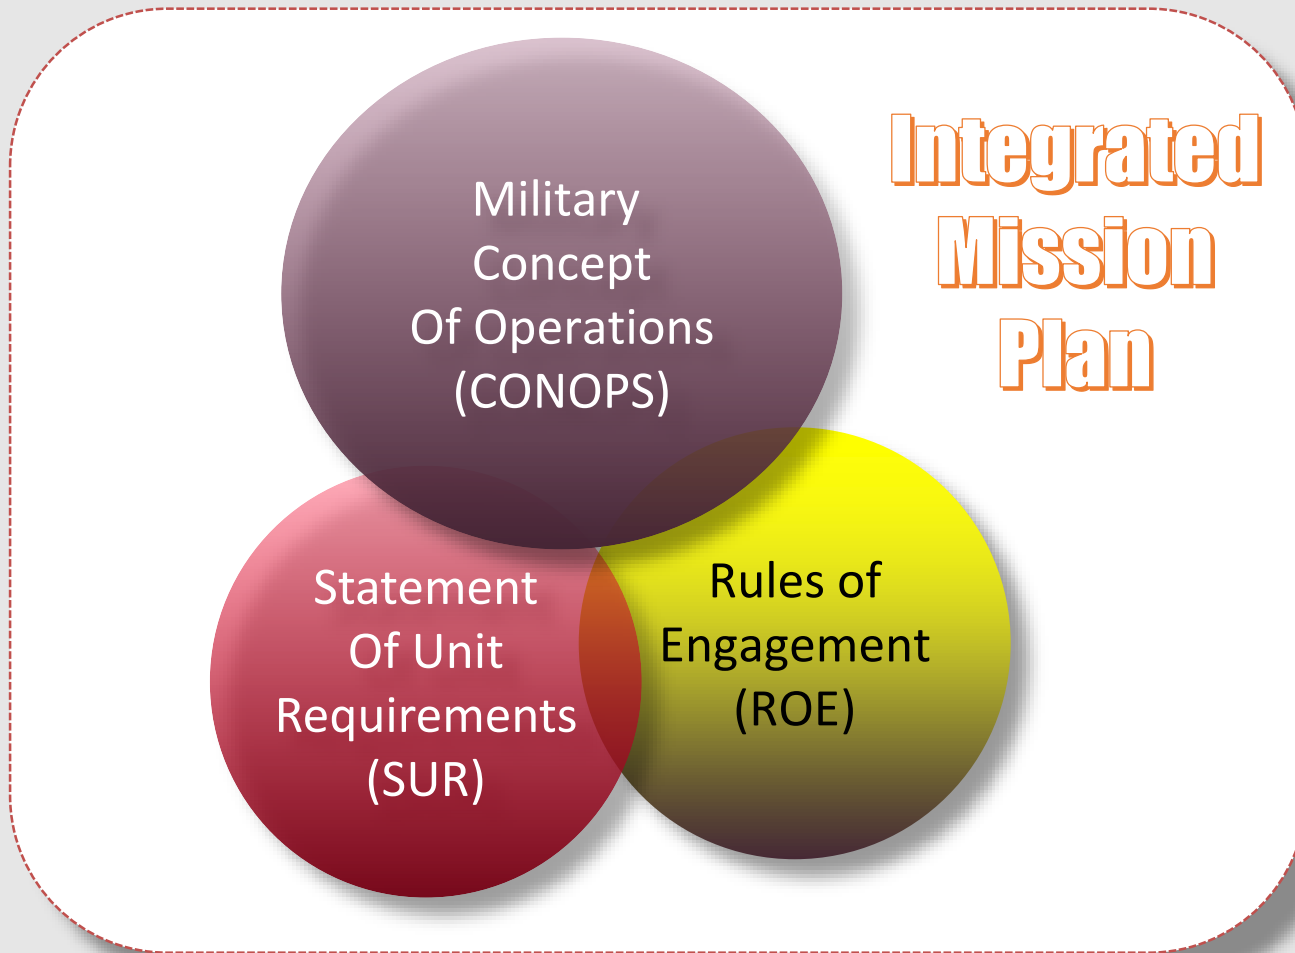 Integrated
Mission
Plan
Military
Concept
Of Operations
(CONOPS)
Statement
Of Unit
Requirements
(SUR)
Rules of
Engagement
(ROE)